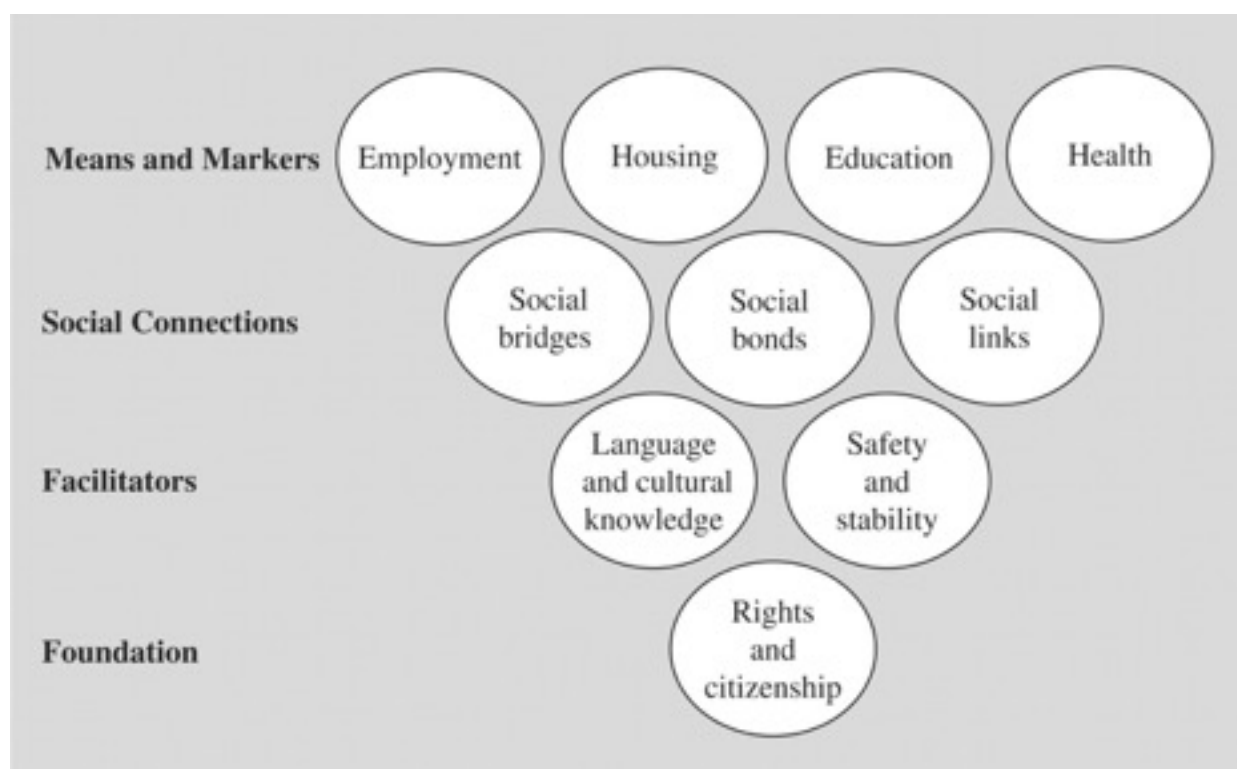 Means and Markers
Employment
Housing
Education
Health
Social Connections
Social
bridges
Social
bonds
Social
links
Facilitators
Language
and cultural
knowledge
Safety
and
stability
Foundation
Rights
and
citizenship